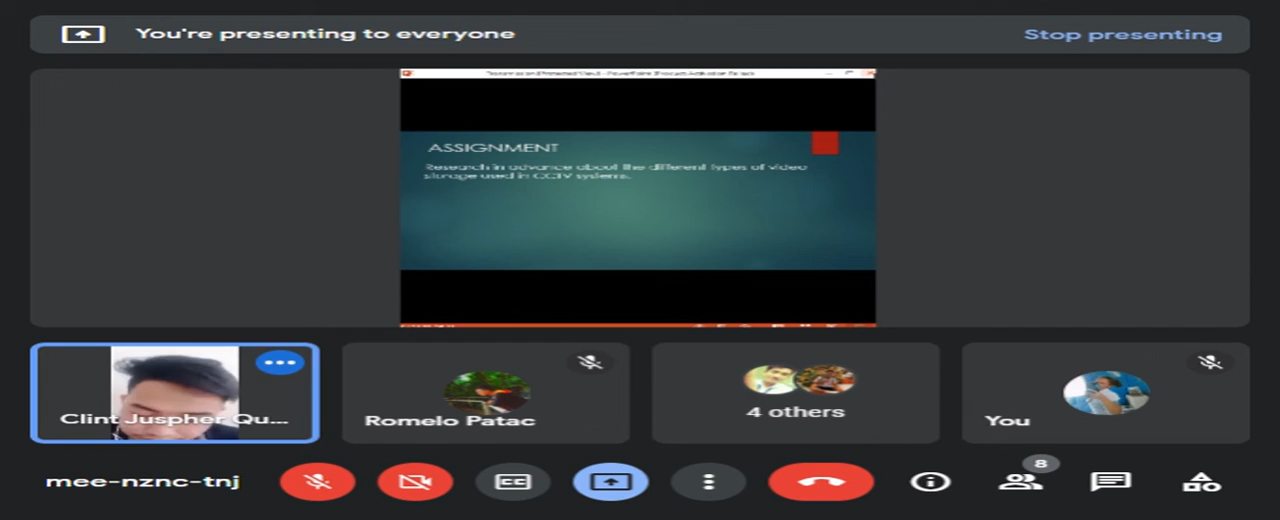 You're presenting to everyone
Stop presenting
ASSIGNMENT
Research in advance about the different types of video
storage used in CCTV systems.
Clint Juspher Qu...
Romelo Patac
4 others
You
8
mee-nznc-tnj
CC